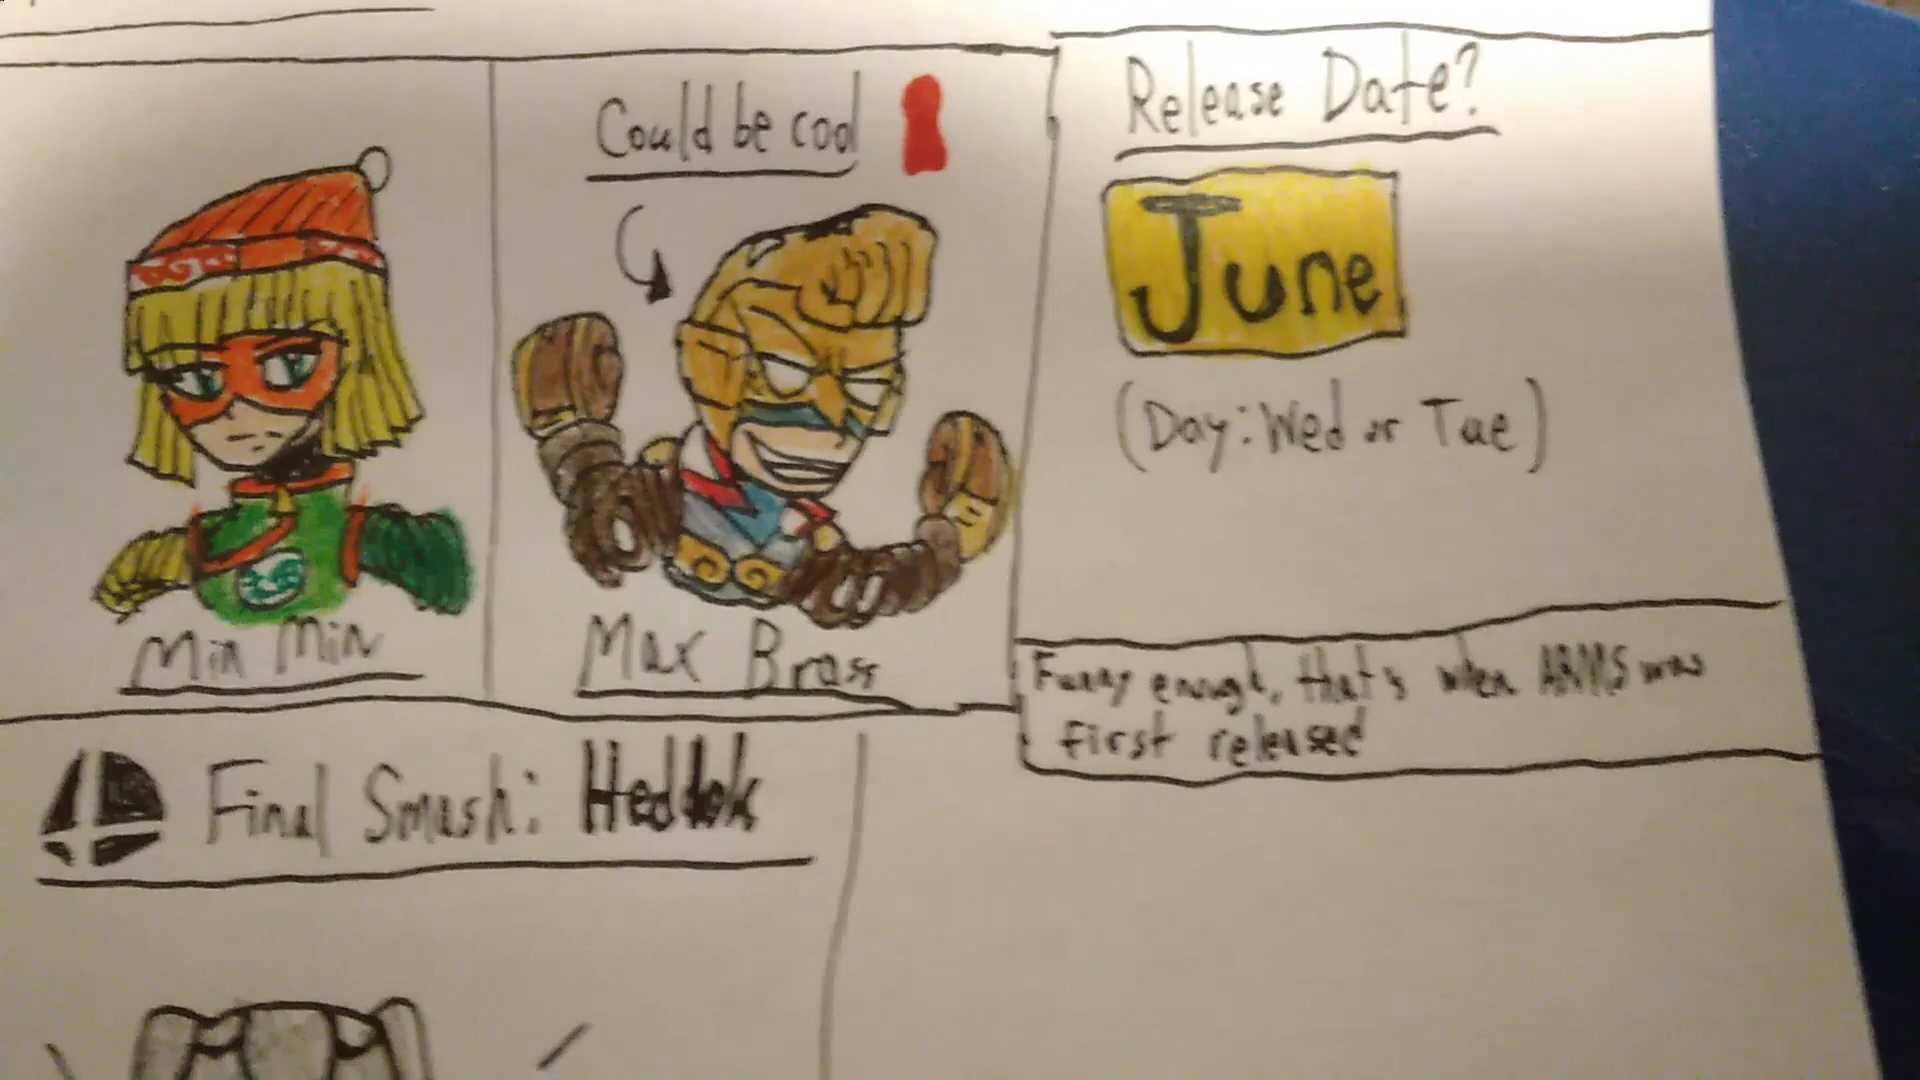 Could be cool
Min Min
Max Brass
Release Date?
June
(Day: Wed or Tue)
Funny enough, that's when ARMS was
first released
Final Smash: Hedlok